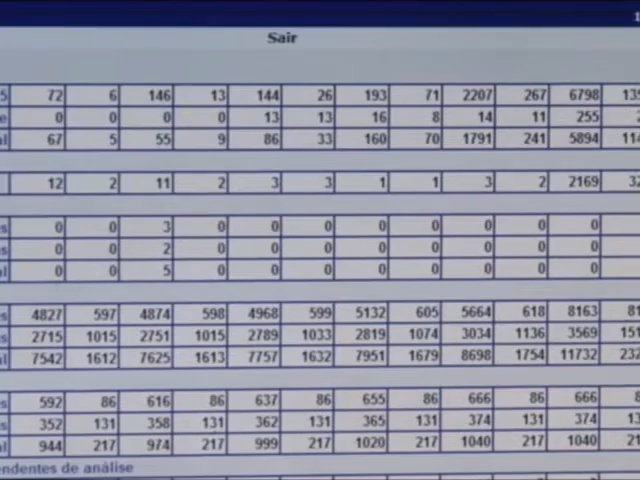 Sair
72 6 146 13 144 26 193 71 2207 267 6798
0 0 0 0 13 13 16 8 14 11 255
67 5 55 9 86 33 160 70 1791 241 5894
12 2 11 2 3 3 1 1 3 2 2169
0 0 3 0 0 0 0 0 0 0 0
0 0 2 0 0 0 0 0 0 0 0
0 0 5 0 0 0 0 0 0 0 0
4827 597 4874 598 4968 599 5132 605 5664 618 8163
2715 1015 2751 1015 2789 1033 2819 1074 3034 1136 3569
7542 1612 7625 1613 7757 1632 7951 1679 8698 1754 11732
592 86 616 86 637 86 655 86 666 86 666
352 131 358 131 362 131 365 131 374 131 374
944 217 974 217 999 217 1020 217 1040 217 1040
endentes de análise